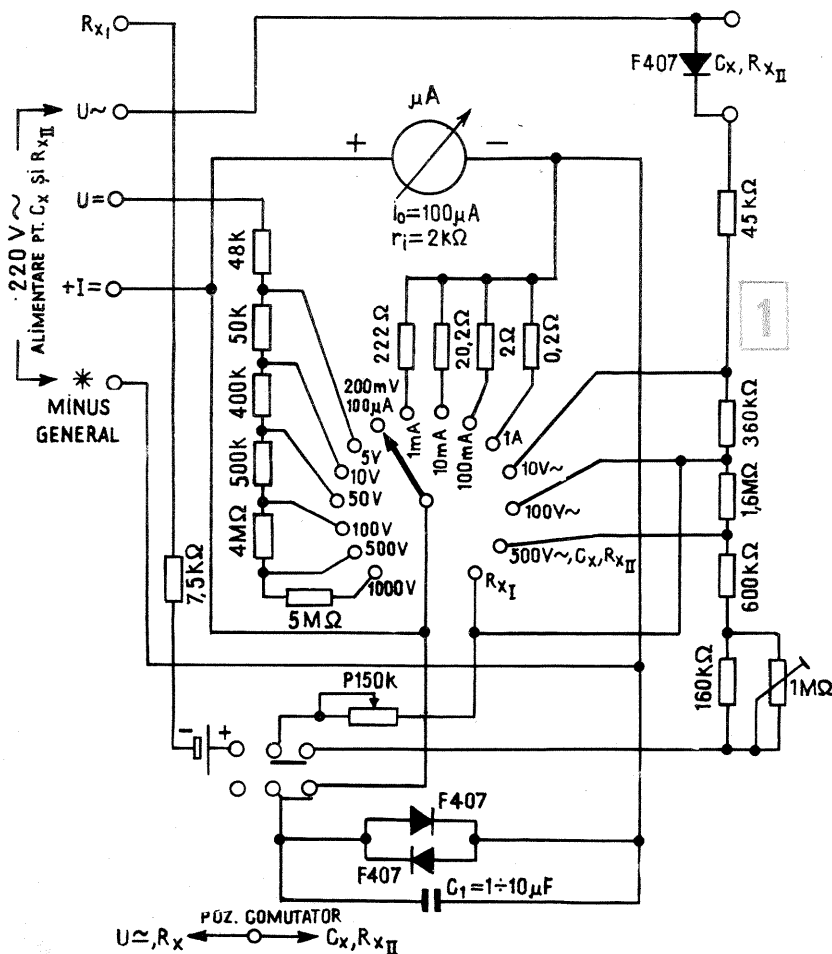 R x I
U~
220 V ~
ALIMENTARE PT. Cx ȘI RxII
U=
+I=
*
MINUS
GENERAL
F407
Cx, RxII
μA
+
−
i₀=100μA
rᵢ=2kΩ
45kΩ
1
48k
50k
400k
500k
4MΩ
5MΩ
7,5kΩ
222Ω
20,2Ω
2Ω
0,2Ω
200mV
100μA
1mA
10mA
100mA
1A
5V
10V
50V
100V
500V
1000V
10V~
100V~
500V~, Cx, RxII
RxI
360kΩ
1,6MΩ
600kΩ
160kΩ
1MΩ
P150k
-
+
F407
F407
C₁=1÷10μF
POZ. COMUTATOR
U≃, Rx
Cx, RxII